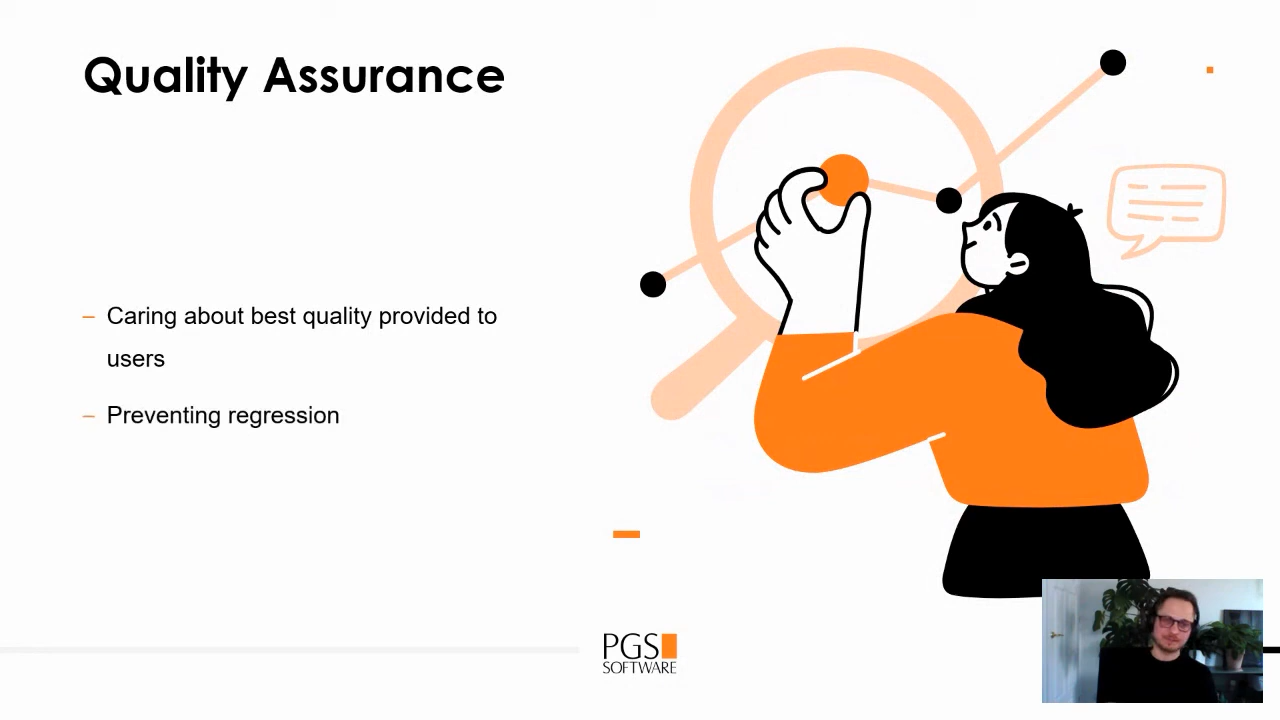 Quality Assurance
– Caring about best quality provided to
users
– Preventing regression
PGS
SOFTWARE